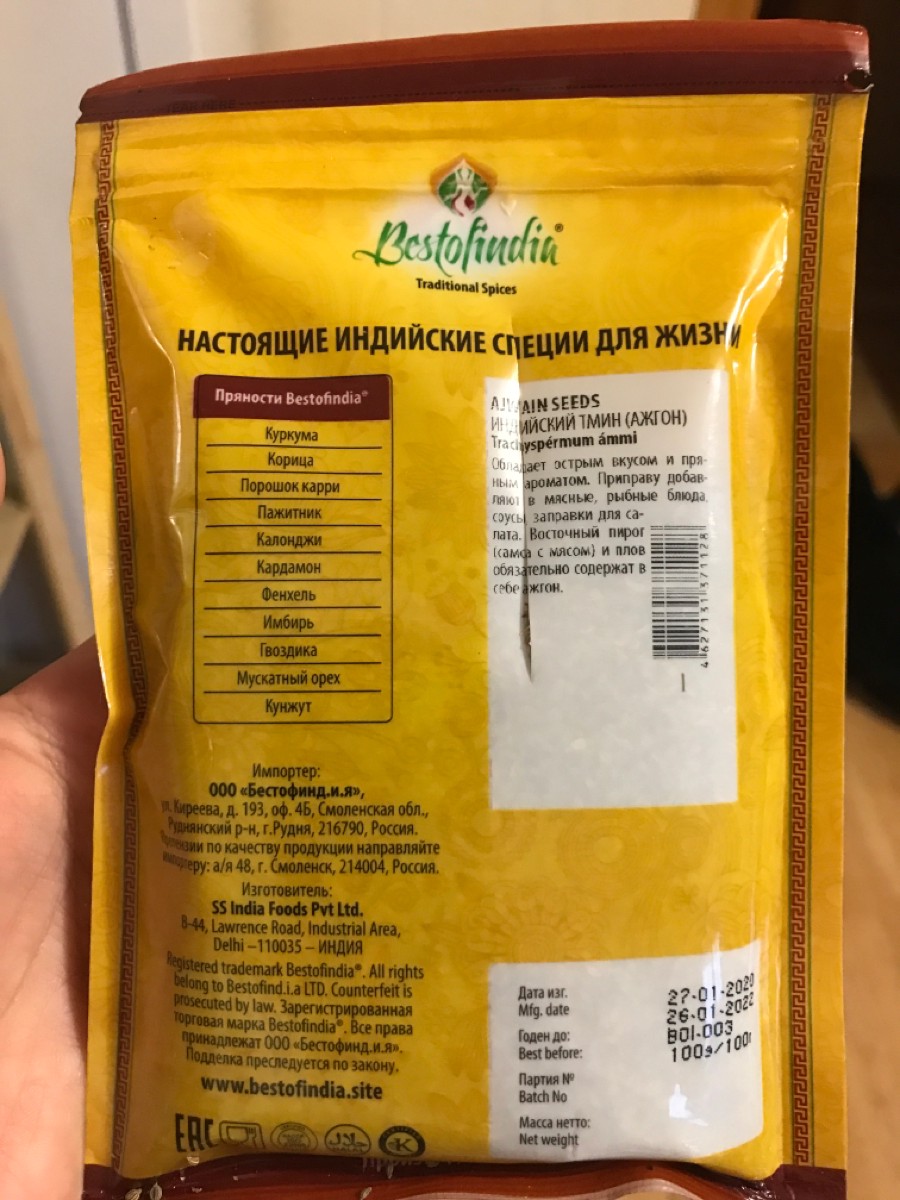 Bestofindia®
Traditional Spices
НАСТОЯЩИЕ ИНДИЙСКИЕ СПЕЦИИ ДЛЯ ЖИЗНИ
Пряности Bestofindia®
Куркума
Корица
Порошок карри
Пажитник
Калонджи
Кардамон
Фенхель
Имбирь
Гвоздика
Мускатный орех
Кунжут
AJWAIN SEEDS
ИНДИЙСКИЙ ТМИН (АЖГОН)
Trachyspérmum ámmi
Обладает острым вкусом и пря-
ным ароматом. Приправу добав-
ляют в мясные, рыбные блюда,
соусы, заправки для са-
лата. Восточный пирог
(самса с мясом) и плов
обязательно содержат в
себе ажгон.
4627131371128
Импортер:
ООО «Бестофинд.и.я»,
ул. Киреева, д. 193, оф. 4Б, Смоленская обл.,
Руднянский р-н, г.Рудня, 216790, Россия.
Претензии по качеству продукции направляйте
импортеру: а/я 48, г. Смоленск, 214004, Россия.
Изготовитель:
SS India Foods Pvt Ltd.
B-44, Lawrence Road, Industrial Area,
Delhi –110035 – ИНДИЯ
Registered trademark Bestofindia®. All rights
belong to Bestofind.i.a LTD. Counterfeit is
prosecuted by law. Зарегистрированная
торговая марка Bestofindia®. Все права
принадлежат ООО «Бестофинд.и.я».
Подделка преследуется по закону.
www.bestofindia.site
EAC
K
Дата изг.
Mfg. date
Годен до:
Best before:
Партия №
Batch No
Масса нетто:
Net weight
27-01-2020
26-01-2022
BOI-003
100g/100г